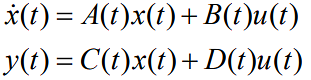 ẋ(t) = A(t)x(t) + B(t)u(t)
y(t) = C(t)x(t) + D(t)u(t)